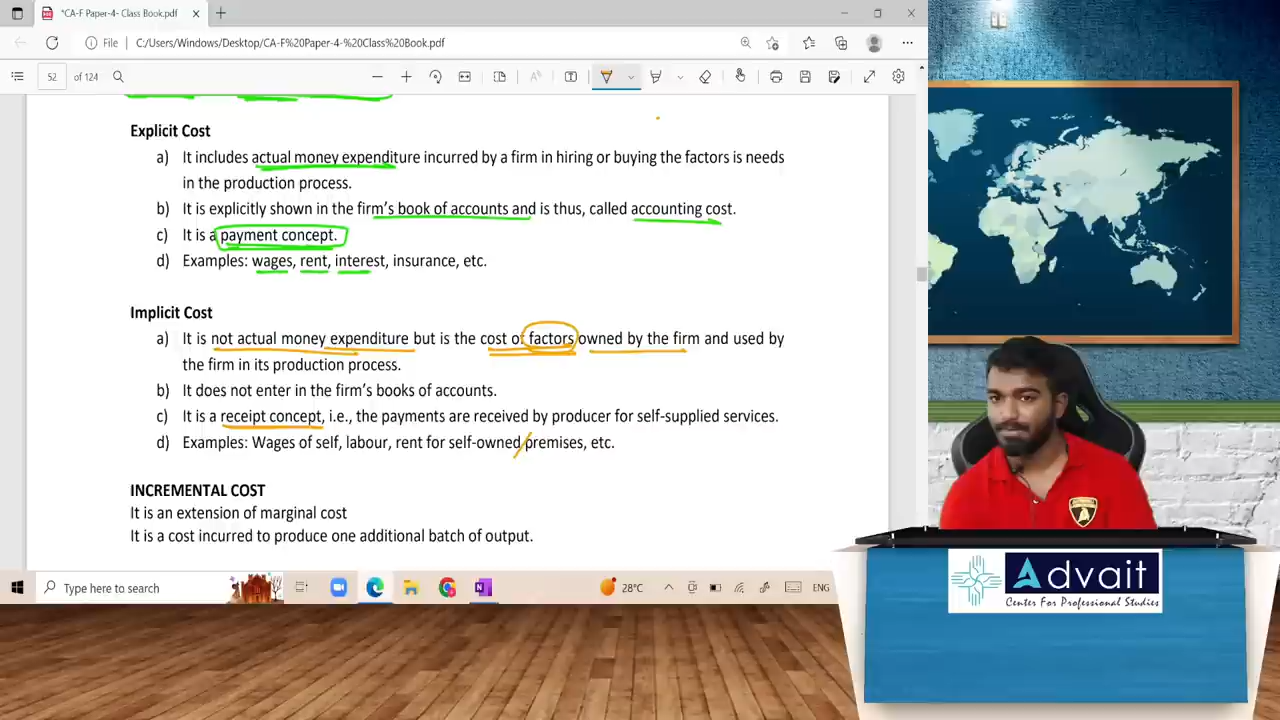 *CA-F Paper-4- Class Book.pdf
File
C:/Users/Windows/Desktop/CA-F%20Paper-4-%20Class%20Book.pdf
52 of 124
Explicit Cost
a) It includes actual money expenditure incurred by a firm in hiring or buying the factors is needs
in the production process.
b) It is explicitly shown in the firm's book of accounts and is thus, called accounting cost.
c) It is a payment concept.
d) Examples: wages, rent, interest, insurance, etc.
Implicit Cost
a) It is not actual money expenditure but is the cost of factors owned by the firm and used by
the firm in its production process.
b) It does not enter in the firm's books of accounts.
c) It is a receipt concept, i.e., the payments are received by producer for self-supplied services.
d) Examples: Wages of self, labour, rent for self-owned premises, etc.
INCREMENTAL COST
It is an extension of marginal cost
It is a cost incurred to produce one additional batch of output.
Type here to search
28°C
ENG
Advait
Center For Professional Studies